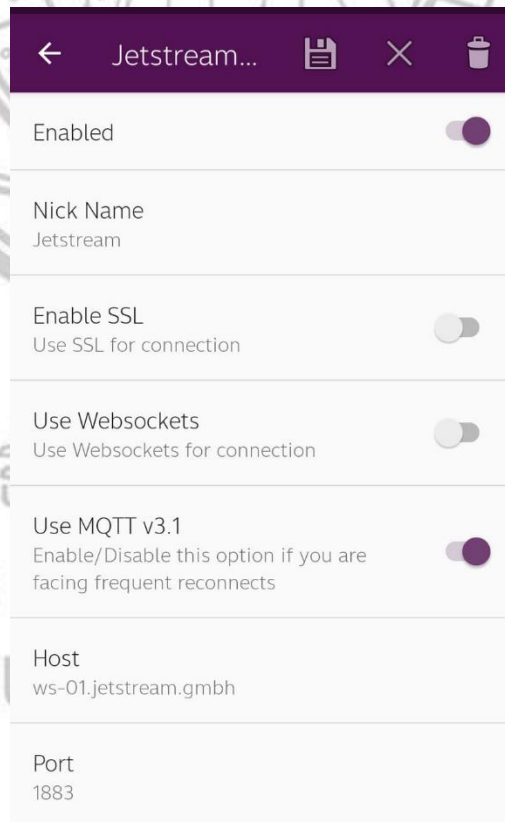 Jetstream...
Enabled
Nick Name
Jetstream
Enable SSL
Use SSL for connection
Use Websockets
Use Websockets for connection
Use MQTT v3.1
Enable/Disable this option if you are
facing frequent reconnects
Host
ws-01.jetstream.gmbh
Port
1883